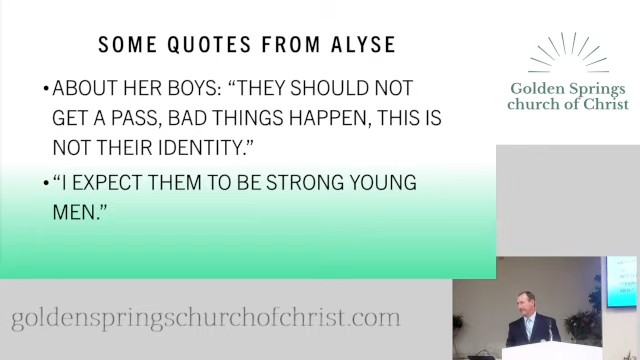 SOME QUOTES FROM ALYSE
•ABOUT HER BOYS: “THEY SHOULD NOT
GET A PASS, BAD THINGS HAPPEN, THIS IS
NOT THEIR IDENTITY.”
•“I EXPECT THEM TO BE STRONG YOUNG
MEN.”
Golden Springs
church of Christ
goldenspringschurchofchrist.com